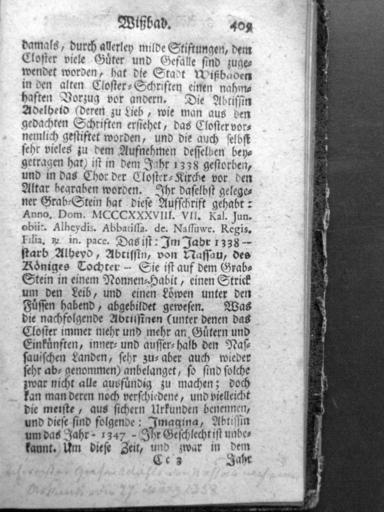 Wißbad. 409
damals, durch allerley milde Stiftungen, dem
Closter viele Güter und Gefälle sind zuge-
wendet worden, hat die Stadt Wißbaden
in den alten Closter-Schriften einen nahm-
haften Vorzug vor andern. Die Abtißin
Adelheid (deren zu Lieb, wie man aus den
gedachten Schriften ersiehet, das Closter vor-
nemlich gestiftet worden, und die auch selbst
sehr vieles zu dem Aufnehmen desselben bey-
getragen hat) ist in dem Jahr 1338 gestorben,
und in das Chor der Closter-Kirche vor den
Altar begraben worden. Ihr daselbst gelege-
ner Grab-Stein hat diese Aufschrift gehabt:
Anno. Dom. MCCCXXXVIII. VII. Kal. Jun.
obiit. Alheydis. Abbatissa. de. Nassuwe. Regis.
Filia. in. pace. Das ist: Im Jahr 1338 —
starb Alheyd, Abtißin, von Nassau, des
Königes Tochter — Sie ist auf dem Grab-
Stein in einem Nonnen-Habit, einen Strick
um den Leib, und einen Löwen unter den
Füssen habend, abgebildet gewesen. Was
die nachfolgende Abtißinen (unter denen das
Closter immer mehr und mehr an Gütern und
Einkünften, inner- und ausser-halb den Nas-
sauischen Landen, sehr zu- aber auch wieder
sehr ab- genommen) anbelanget, so sind solche
zwar nicht alle ausfündig zu machen; doch
kan man deren noch verschiedene, und vielleicht
die meiste, aus sichern Urkunden benennen,
und diese sind folgende: Imagina, Abtißin
um das Jahr - 1347 - Ihr Geschlecht ist unbe-
kannt. Um diese Zeit, und zwar in dem
Cc 3 Jahr